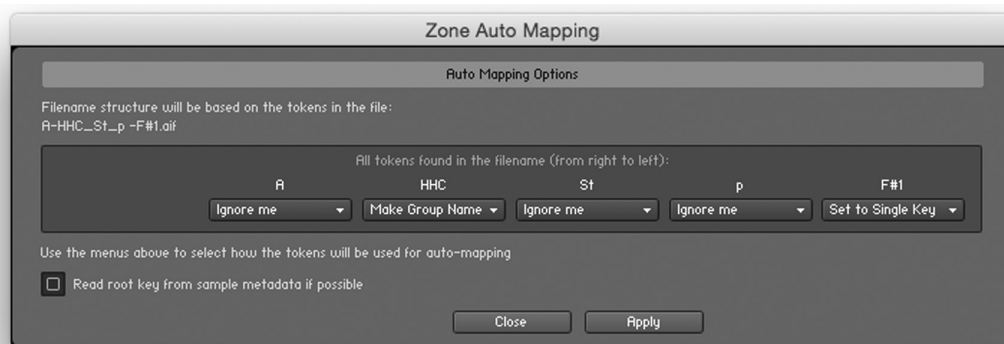 Zone Auto Mapping
Auto Mapping Options
Filename structure will be based on the tokens in the file:
A-HHC_St_p -F#1.aif
All tokens found in the filename (from right to left):
A HHC St p F#1
Ignore me Make Group Name Ignore me Ignore me Set to Single Key
Use the menus above to select how the tokens will be used for auto-mapping
Read root key from sample metadata if possible
Close Apply